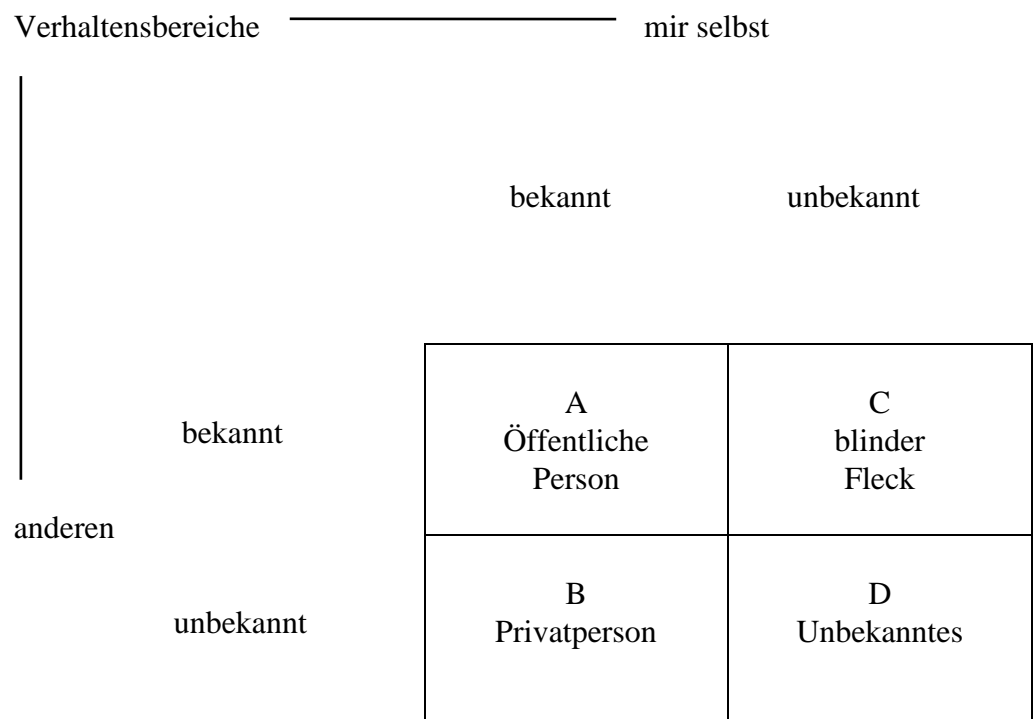 Verhaltensbereiche mir selbst
bekannt unbekannt
bekannt
A
Öffentliche
Person
C
blinder
Fleck
anderen
unbekannt
B
Privatperson
D
Unbekanntes